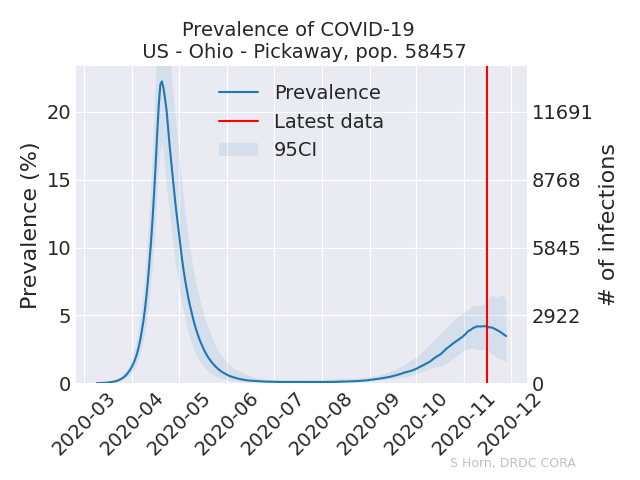 Prevalence of COVID-19
US - Ohio - Pickaway, pop. 58457
Prevalence
Latest data
95CI
Prevalence (%)
20
15
10
5
0
11691
8768
5845
2922
0
# of infections
2020-03
2020-04
2020-05
2020-06
2020-07
2020-08
2020-09
2020-10
2020-11
2020-12
S Horn, DRDC CORA